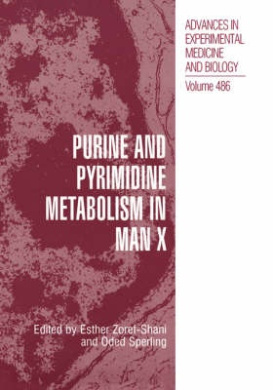 ADVANCES IN
EXPERIMENTAL
MEDICINE
AND BIOLOGY
Volume 486
PURINE AND
PYRIMIDINE
METABOLISM IN
MAN X
Edited by Esther Zoref-Shani
and Oded Sperling